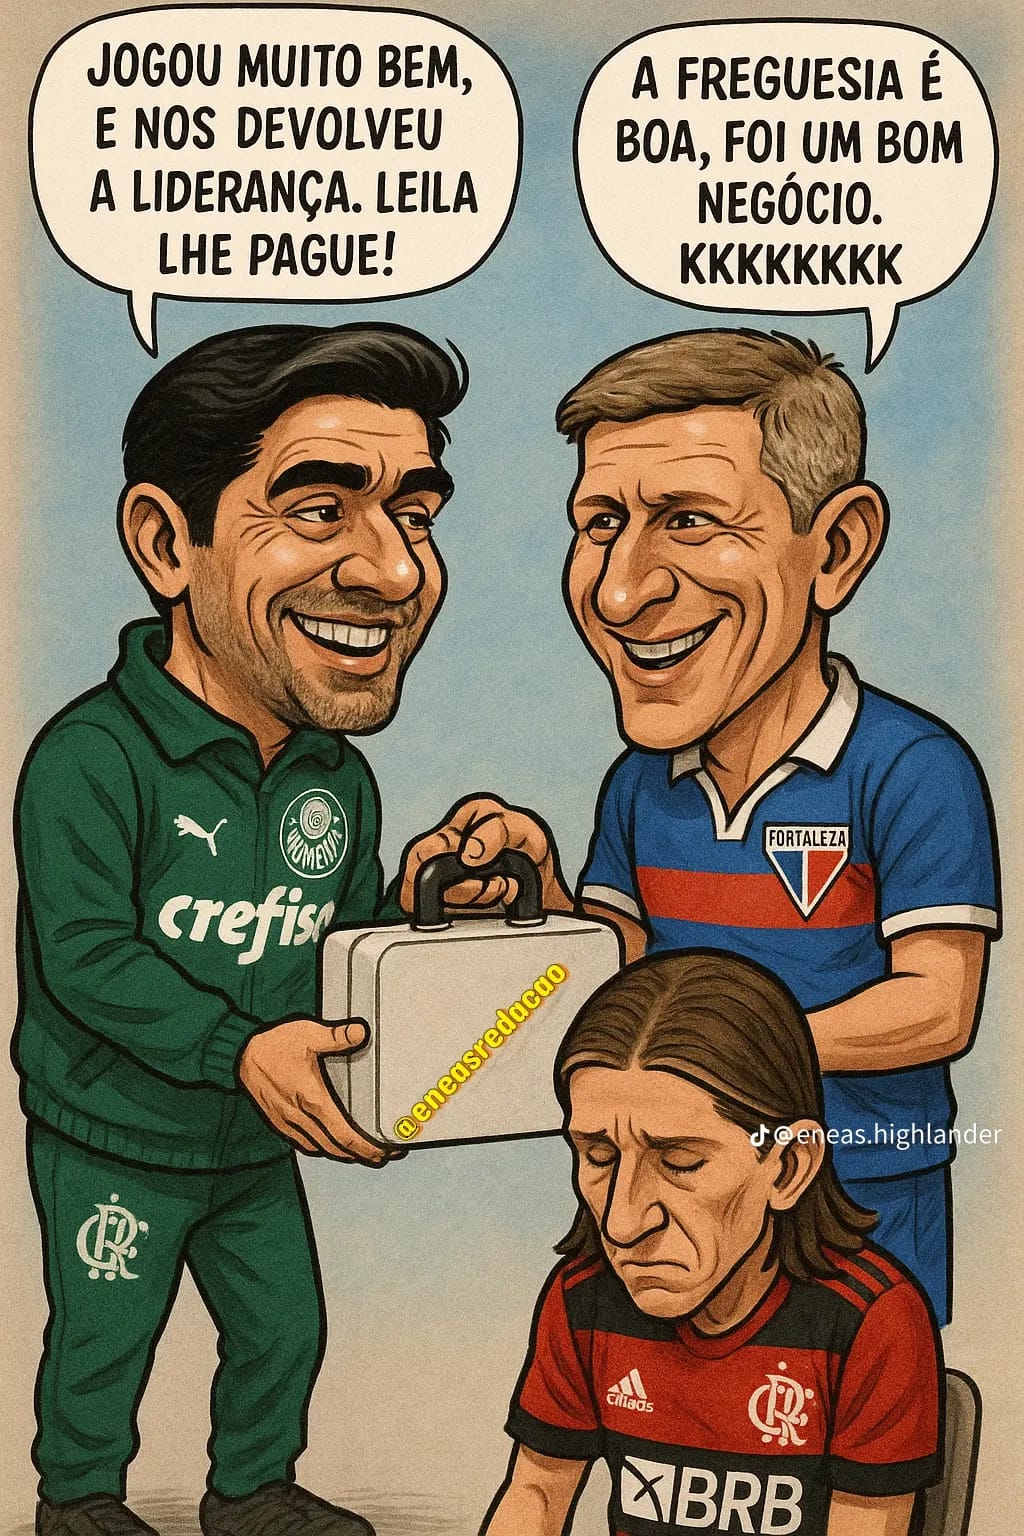 JOGOU MUITO BEM,
E NOS DEVOLVEU
A LIDERANÇA. LEILA
LHE PAGUE!
A FREGUESIA É
BOA, FOI UM BOM
NEGÓCIO.
KKKKKKKK
FORTALEZA
crefisa
@eneasredacao
@eneas.highlander
BRB